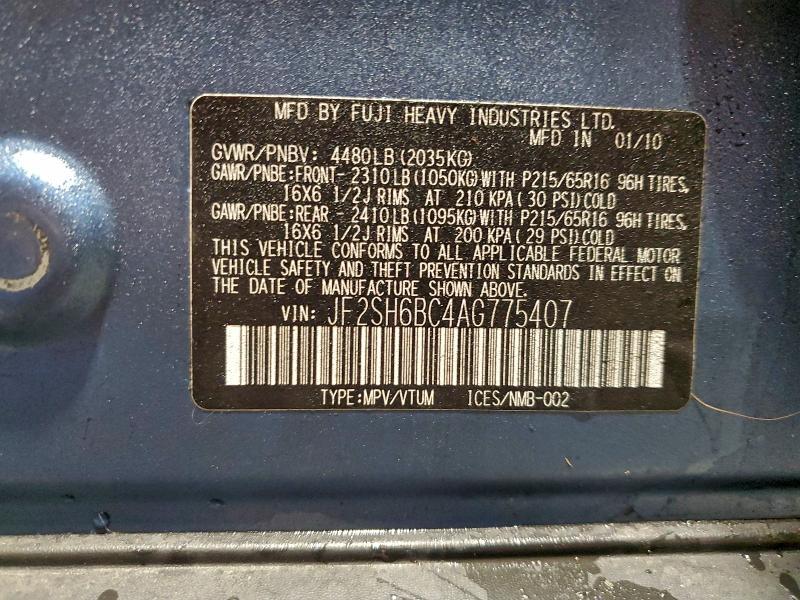 MFD BY FUJI HEAVY INDUSTRIES LTD.
MFD IN 01/10
GVWR/PNBV: 4480LB(2035KG)
GAWR/PNBE:FRONT-2310LB(1050KG)WITH P215/65R16 96H TIRES,
16X6 1/2J RIMS AT 210 KPA(30 PSI)COLD
GAWR/PNBE:REAR -2410LB(1095KG)WITH P215/65R16 96H TIRES,
16X6 1/2J RIMS AT 200 KPA(29 PSI)COLD
THIS VEHICLE CONFORMS TO ALL APPLICABLE FEDERAL MOTOR
VEHICLE SAFETY AND THEFT PREVENTION STANDARDS IN EFFECT ON
THE DATE OF MANUFACTURE SHOWN ABOVE.
VIN: JF2SH6BC4AG775407
TYPE:MPV/VTUM ICES/NMB-002